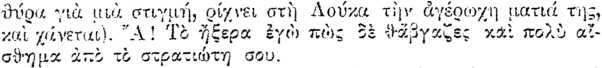 θύρα γιὰ μιὰ στιγμή, ρίχνει στὴ Λούκα τὴν ἀγέρωχη ματιά της,
καὶ χάνεται). Ἄ! Τὸ ἤξερα ἐγὼ πὼς δὲ θἄβγαζες καὶ πολὺ αἴ-
σθημα ἀπὸ τὸ στρατιώτη σου.